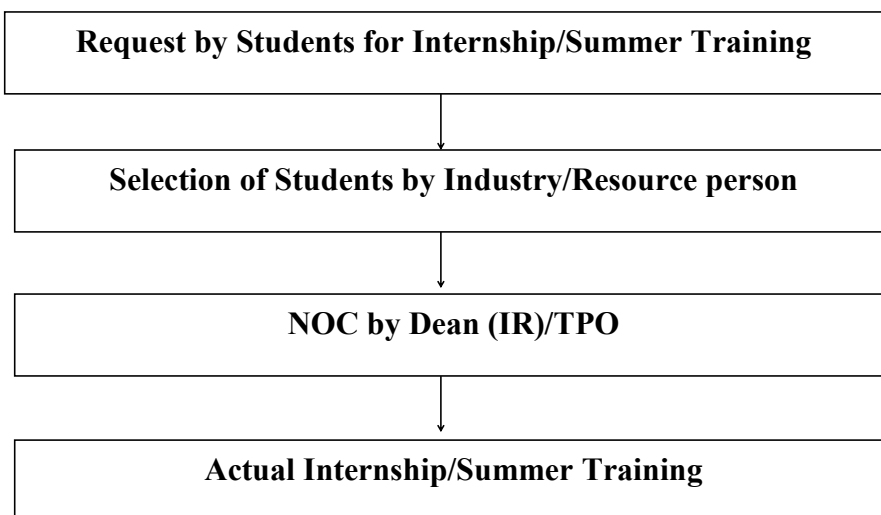 Request by Students for Internship/Summer Training
Selection of Students by Industry/Resource person
NOC by Dean (IR)/TPO
Actual Internship/Summer Training